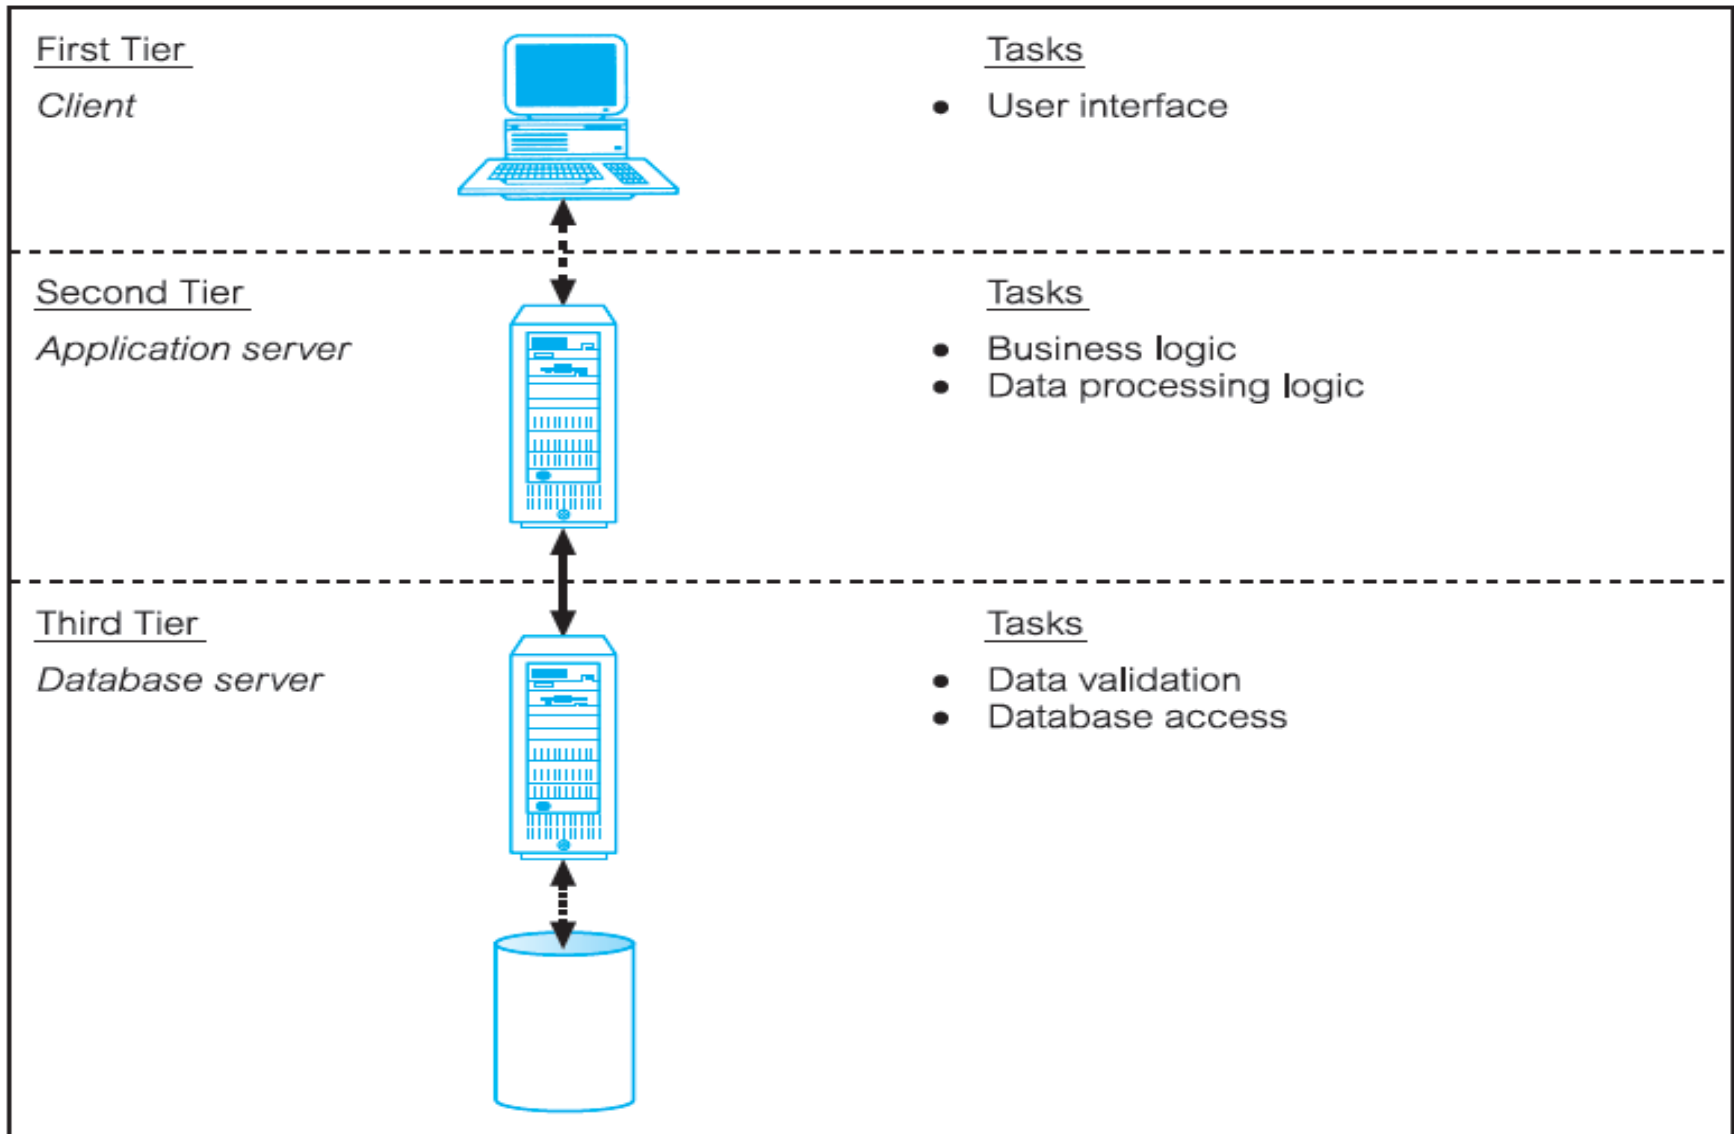 First Tier
Tasks
Client
• User interface
Second Tier
Tasks
Application server
• Business logic
• Data processing logic
Third Tier
Tasks
Database server
• Data validation
• Database access